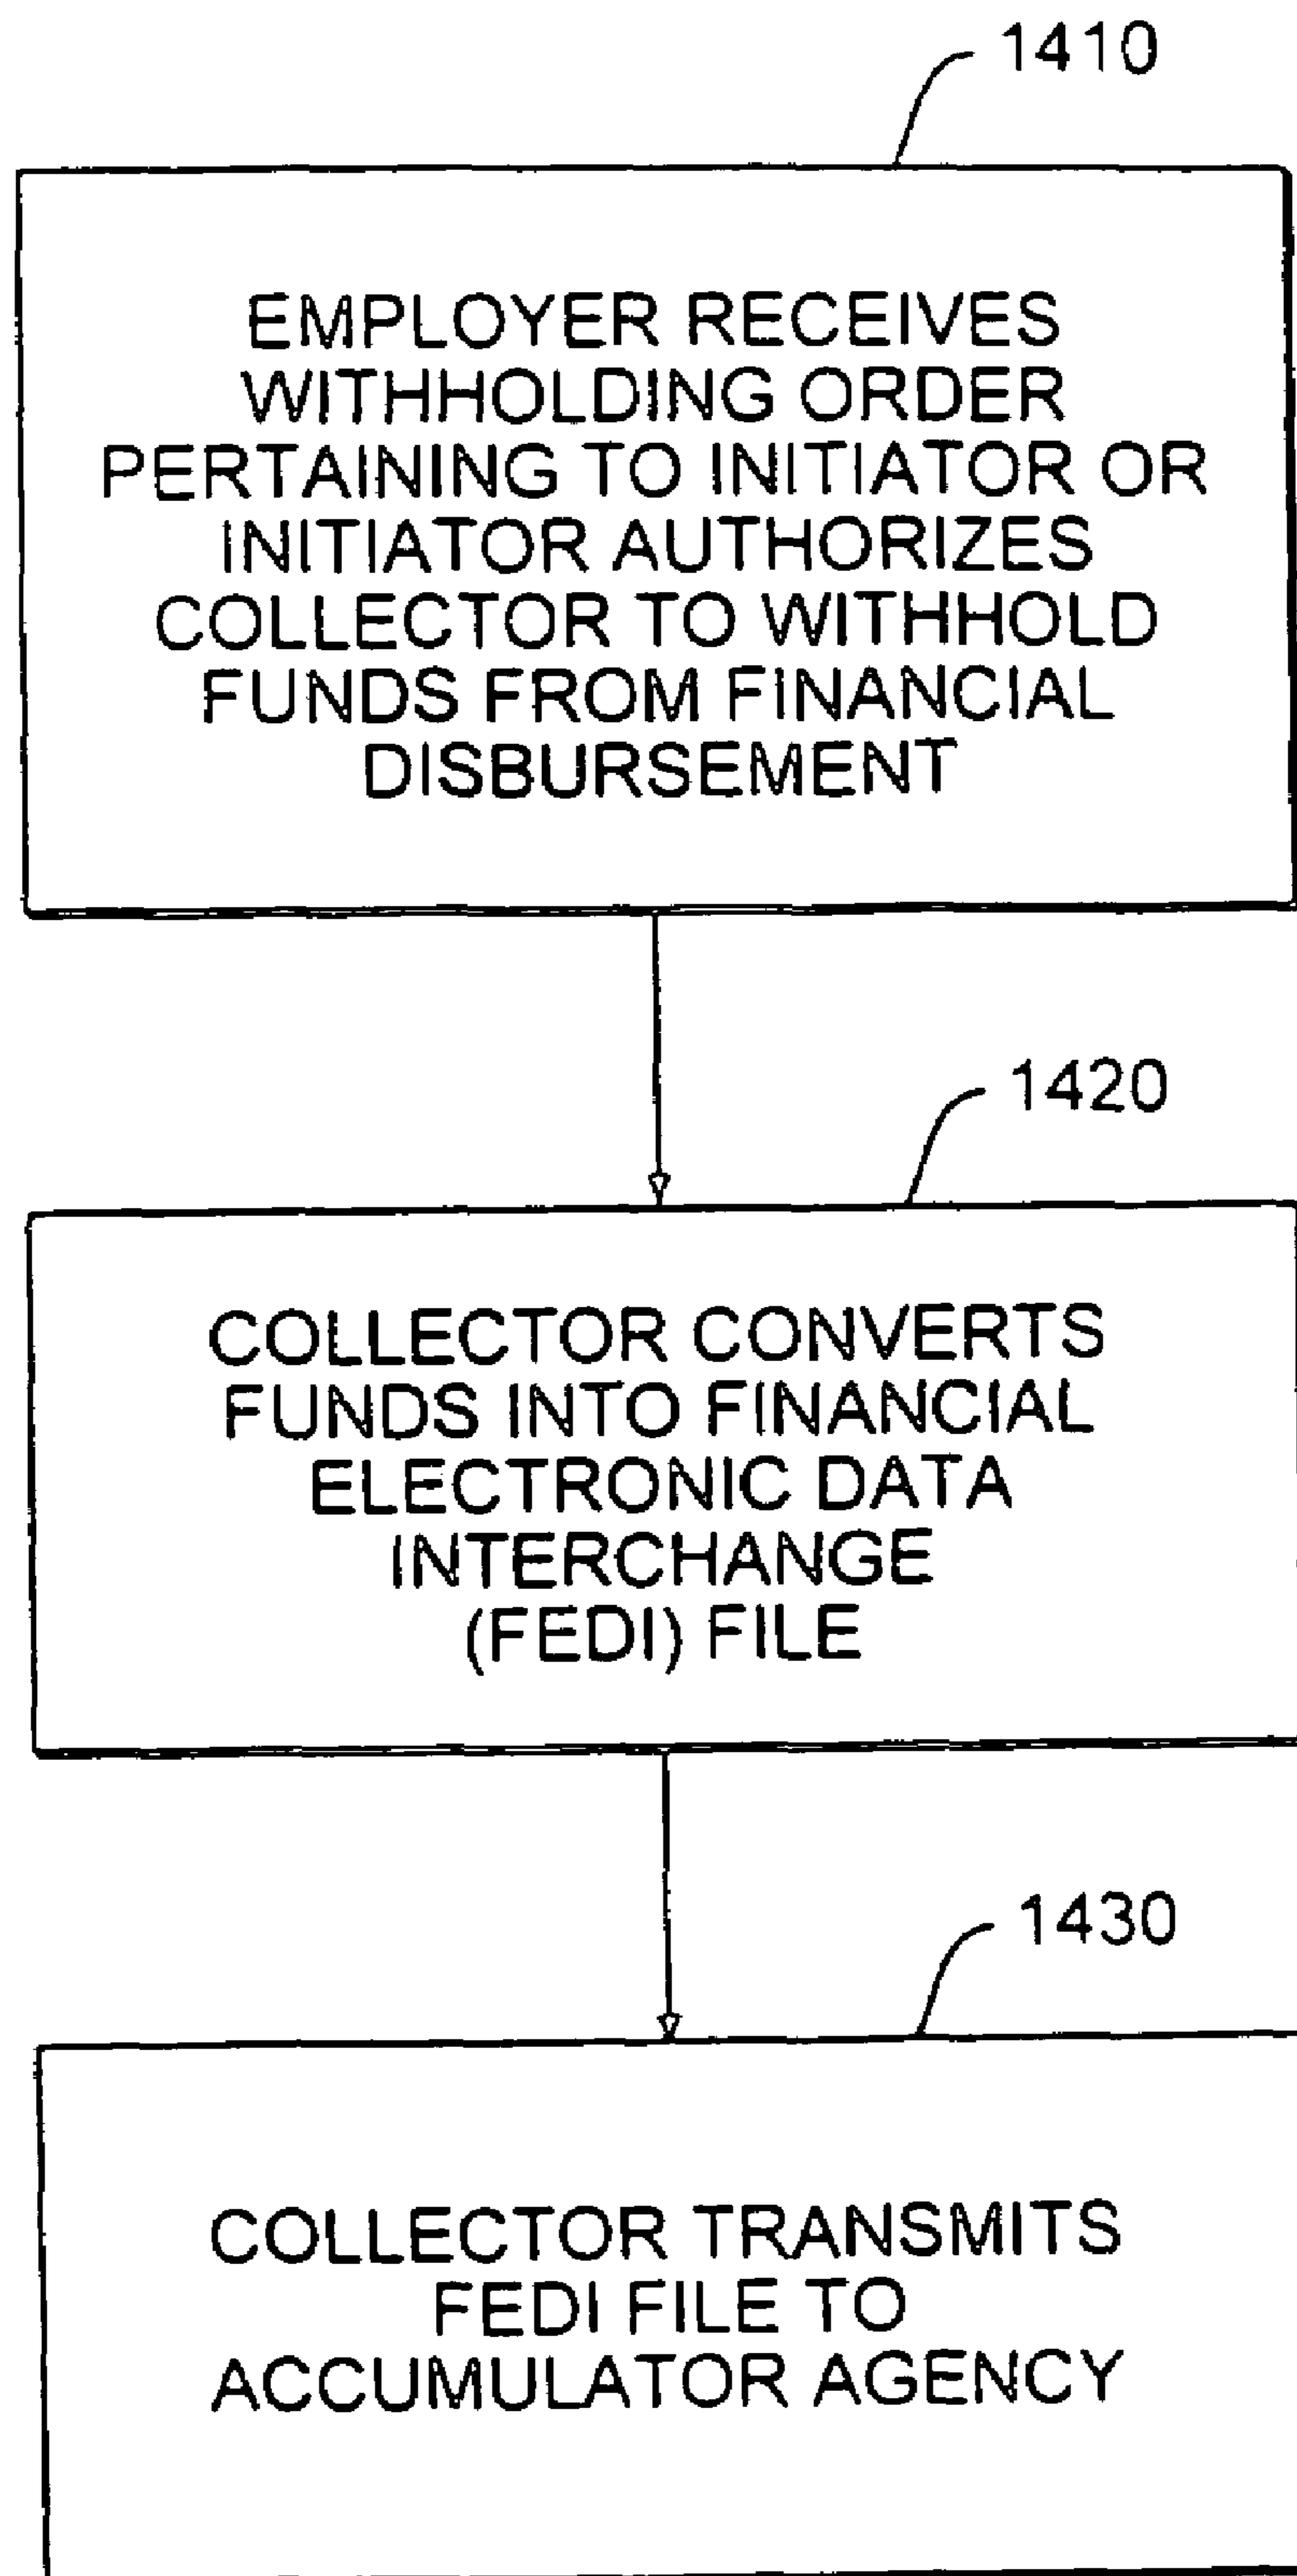 1410
EMPLOYER RECEIVES
WITHHOLDING ORDER
PERTAINING TO INITIATOR OR
INITIATOR AUTHORIZES
COLLECTOR TO WITHHOLD
FUNDS FROM FINANCIAL
DISBURSEMENT
1420
COLLECTOR CONVERTS
FUNDS INTO FINANCIAL
ELECTRONIC DATA
INTERCHANGE
(FEDI) FILE
1430
COLLECTOR TRANSMITS
FEDI FILE TO
ACCUMULATOR AGENCY